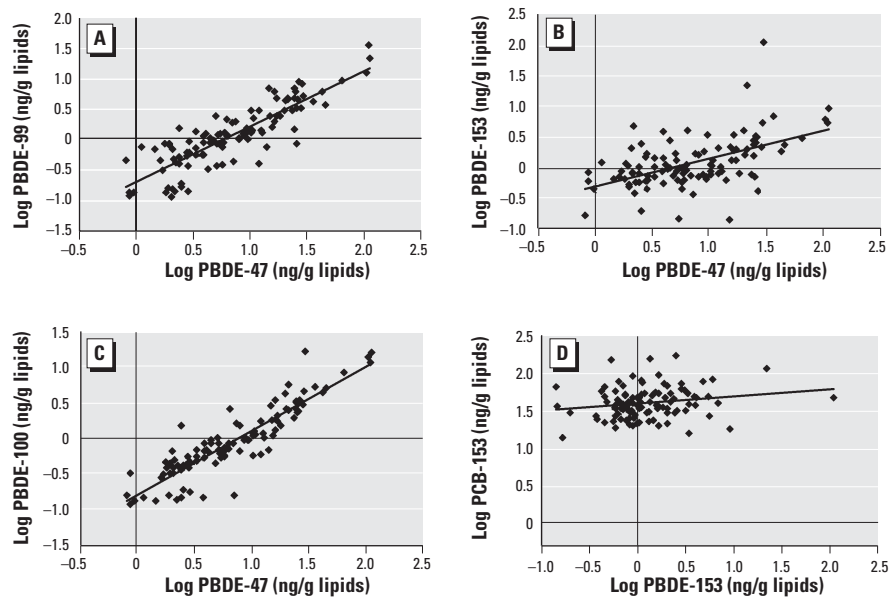 A
Log PBDE-99 (ng/g lipids)
2.0
1.5
1.0
0.5
0
−0.5
−1.0
−1.5
−0.5 0 0.5 1.0 1.5 2.0 2.5
Log PBDE-47 (ng/g lipids)
B
Log PBDE-153 (ng/g lipids)
2.5
2.0
1.5
1.0
0.5
0
−0.5
−1.0
−0.5 0 0.5 1.0 1.5 2.0 2.5
Log PBDE-47 (ng/g lipids)
C
Log PBDE-100 (ng/g lipids)
1.5
1.0
0.5
0
−0.5
−1.0
−1.5
−0.5 0 0.5 1.0 1.5 2.0 2.5
Log PBDE-47 (ng/g lipids)
D
Log PCB-153 (ng/g lipids)
2.5
2.0
1.5
1.0
0.5
0
−1.0 −0.5 0 0.5 1.0 1.5 2.0 2.5
Log PBDE-153 (ng/g lipids)